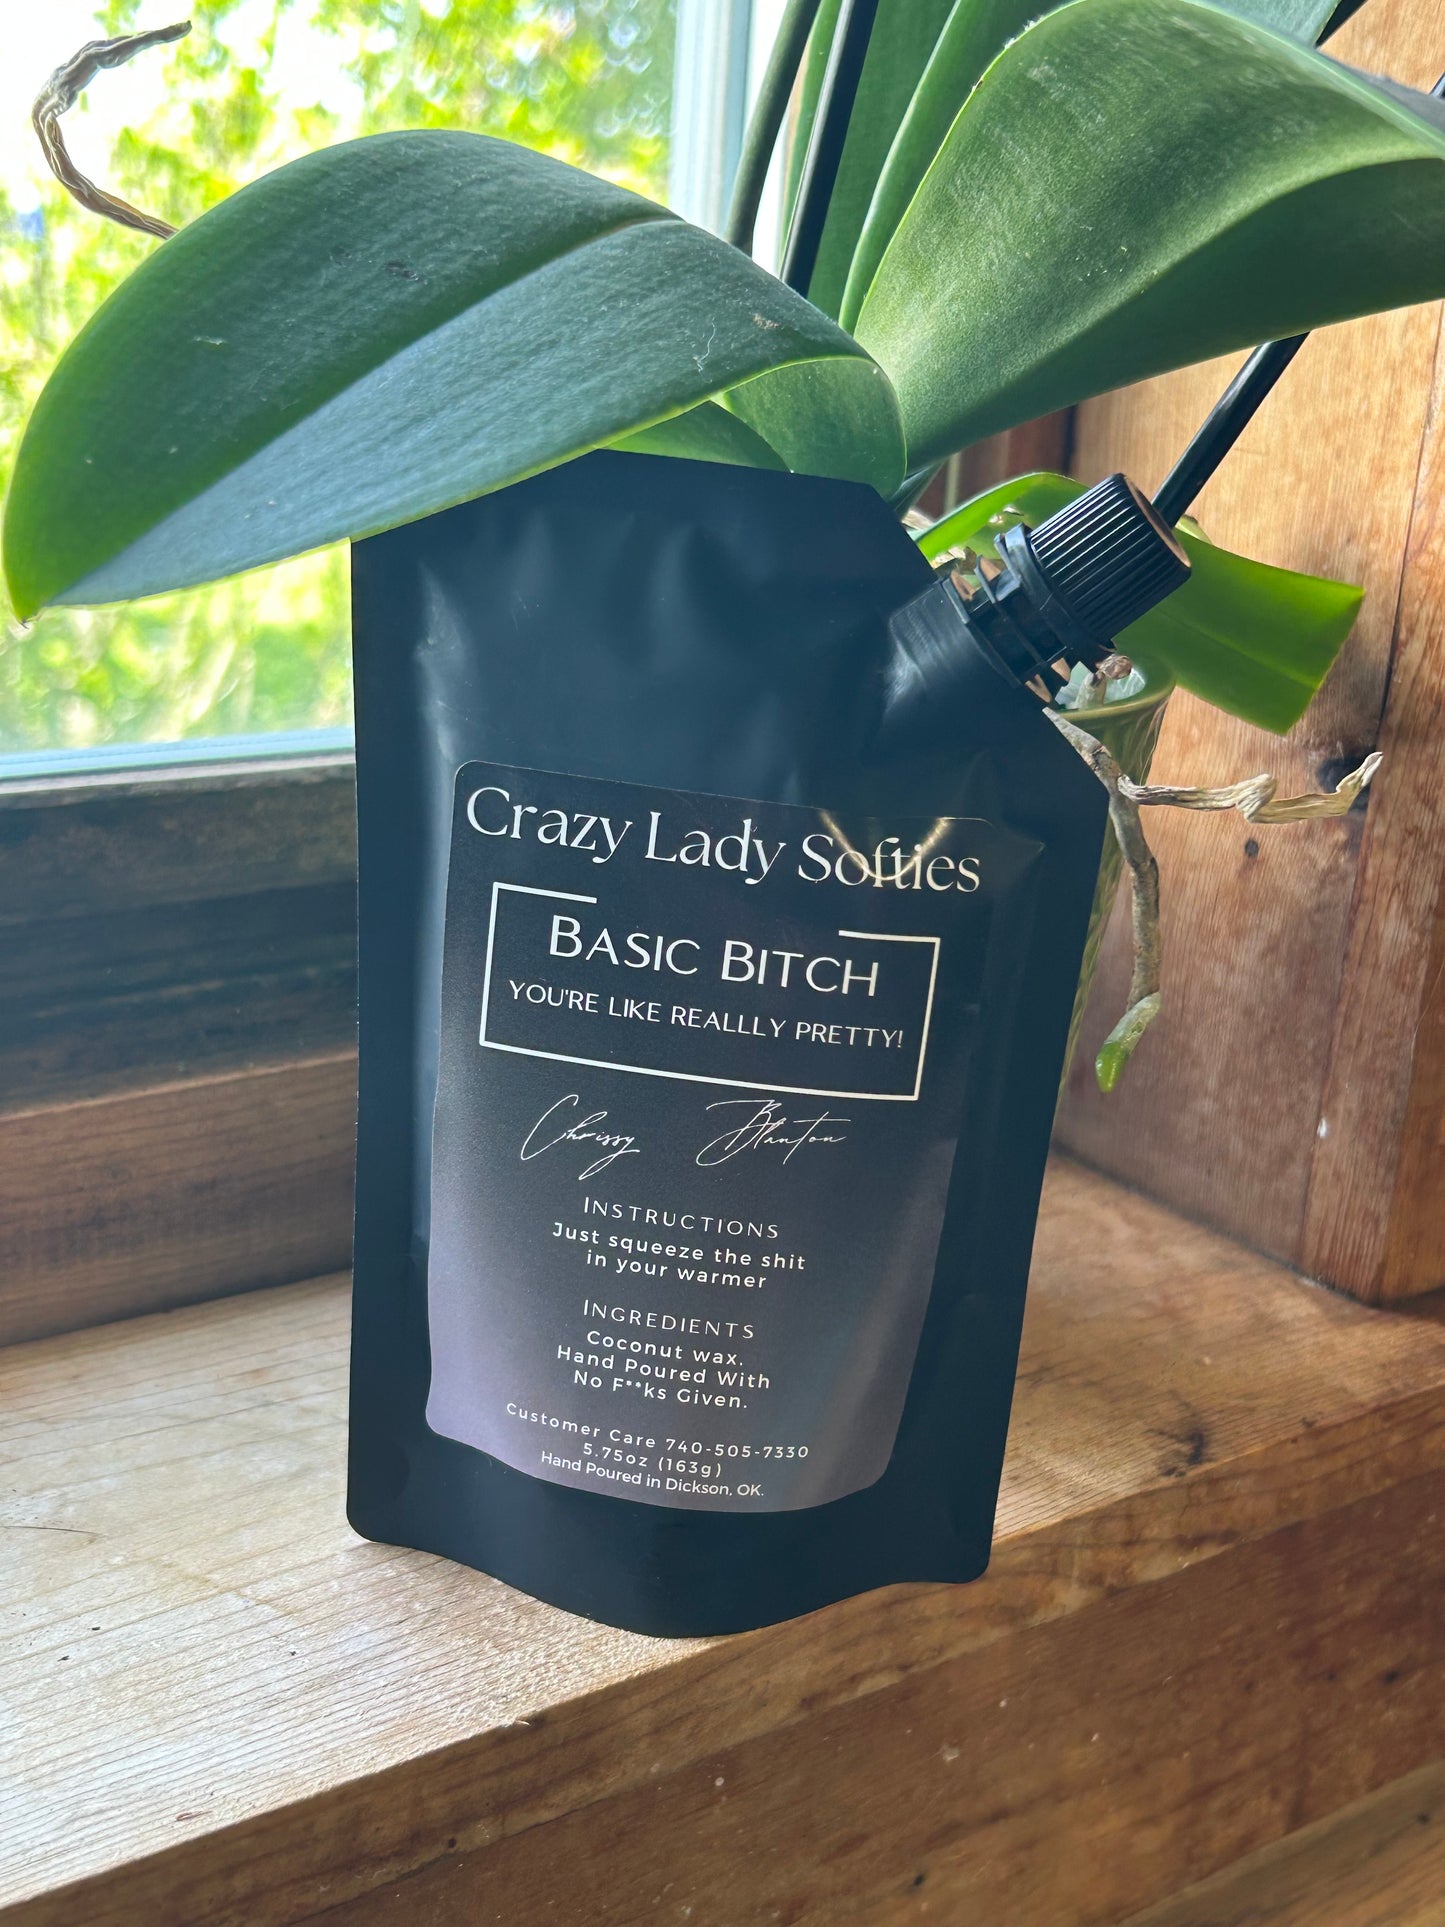 Crazy Lady Softies
BASIC BITCH
YOU'RE LIKE REALLLY PRETTY!
Chrissy Blanton
INSTRUCTIONS
Just squeeze the shit
in your warmer
INGREDIENTS
Coconut wax.
Hand Poured With
No F**ks Given.
Customer Care 740-505-7330
5.75oz (163g)
Hand Poured in Dickson, OK.